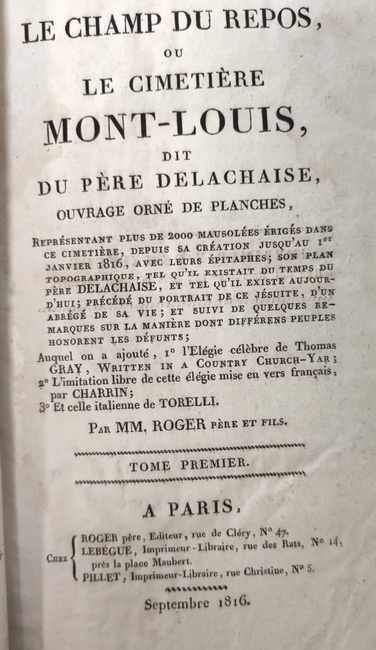 LE CHAMP DU REPOS,
OU
LE CIMETIÈRE
MONT-LOUIS,
DIT
DU PÈRE DELACHAISE,
OUVRAGE ORNÉ DE PLANCHES,
REPRÉSENTANT PLUS DE 2000 MAUSOLÉES ÉRIGÉS DANS
CE CIMETIÈRE, DEPUIS SA CRÉATION JUSQU'AU 1er
JANVIER 1816, AVEC LEURS ÉPITAPHES; SON PLAN
TOPOGRAPHIQUE, TEL QU'IL EXISTAIT DU TEMPS DU
PÈRE DELACHAISE, ET TEL QU'IL EXISTE AUJOUR-
D'HUI; PRÉCÉDÉ DU PORTRAIT DE CE JÉSUITE, D'UN
ABRÉGÉ DE SA VIE; ET SUIVI DE QUELQUES RE-
MARQUES SUR LA MANIÈRE DONT DIFFÉRENS PEUPLES
HONORENT LES DÉFUNTS;
Auquel on a ajouté, 1° l'Elégie célèbre de Thomas
GRAY, WRITTEN IN A COUNTRY CHURCH-YAR;
2° L'imitation libre de cette élégie mise en vers français,
par CHARRIN;
3° Et celle italienne de TORELLI.
PAR MM. ROGER PÈRE ET FILS.
TOME PREMIER.
A PARIS,
CHEZ
ROGER père, Editeur, rue de Cléry, N° 47.
LEBÉGUE, Imprimeur-Libraire, rue des Rats, N° 14,
près la place Maubert.
PILLET, Imprimeur-Libraire, rue Christine, N° 5.
Septembre 1816.